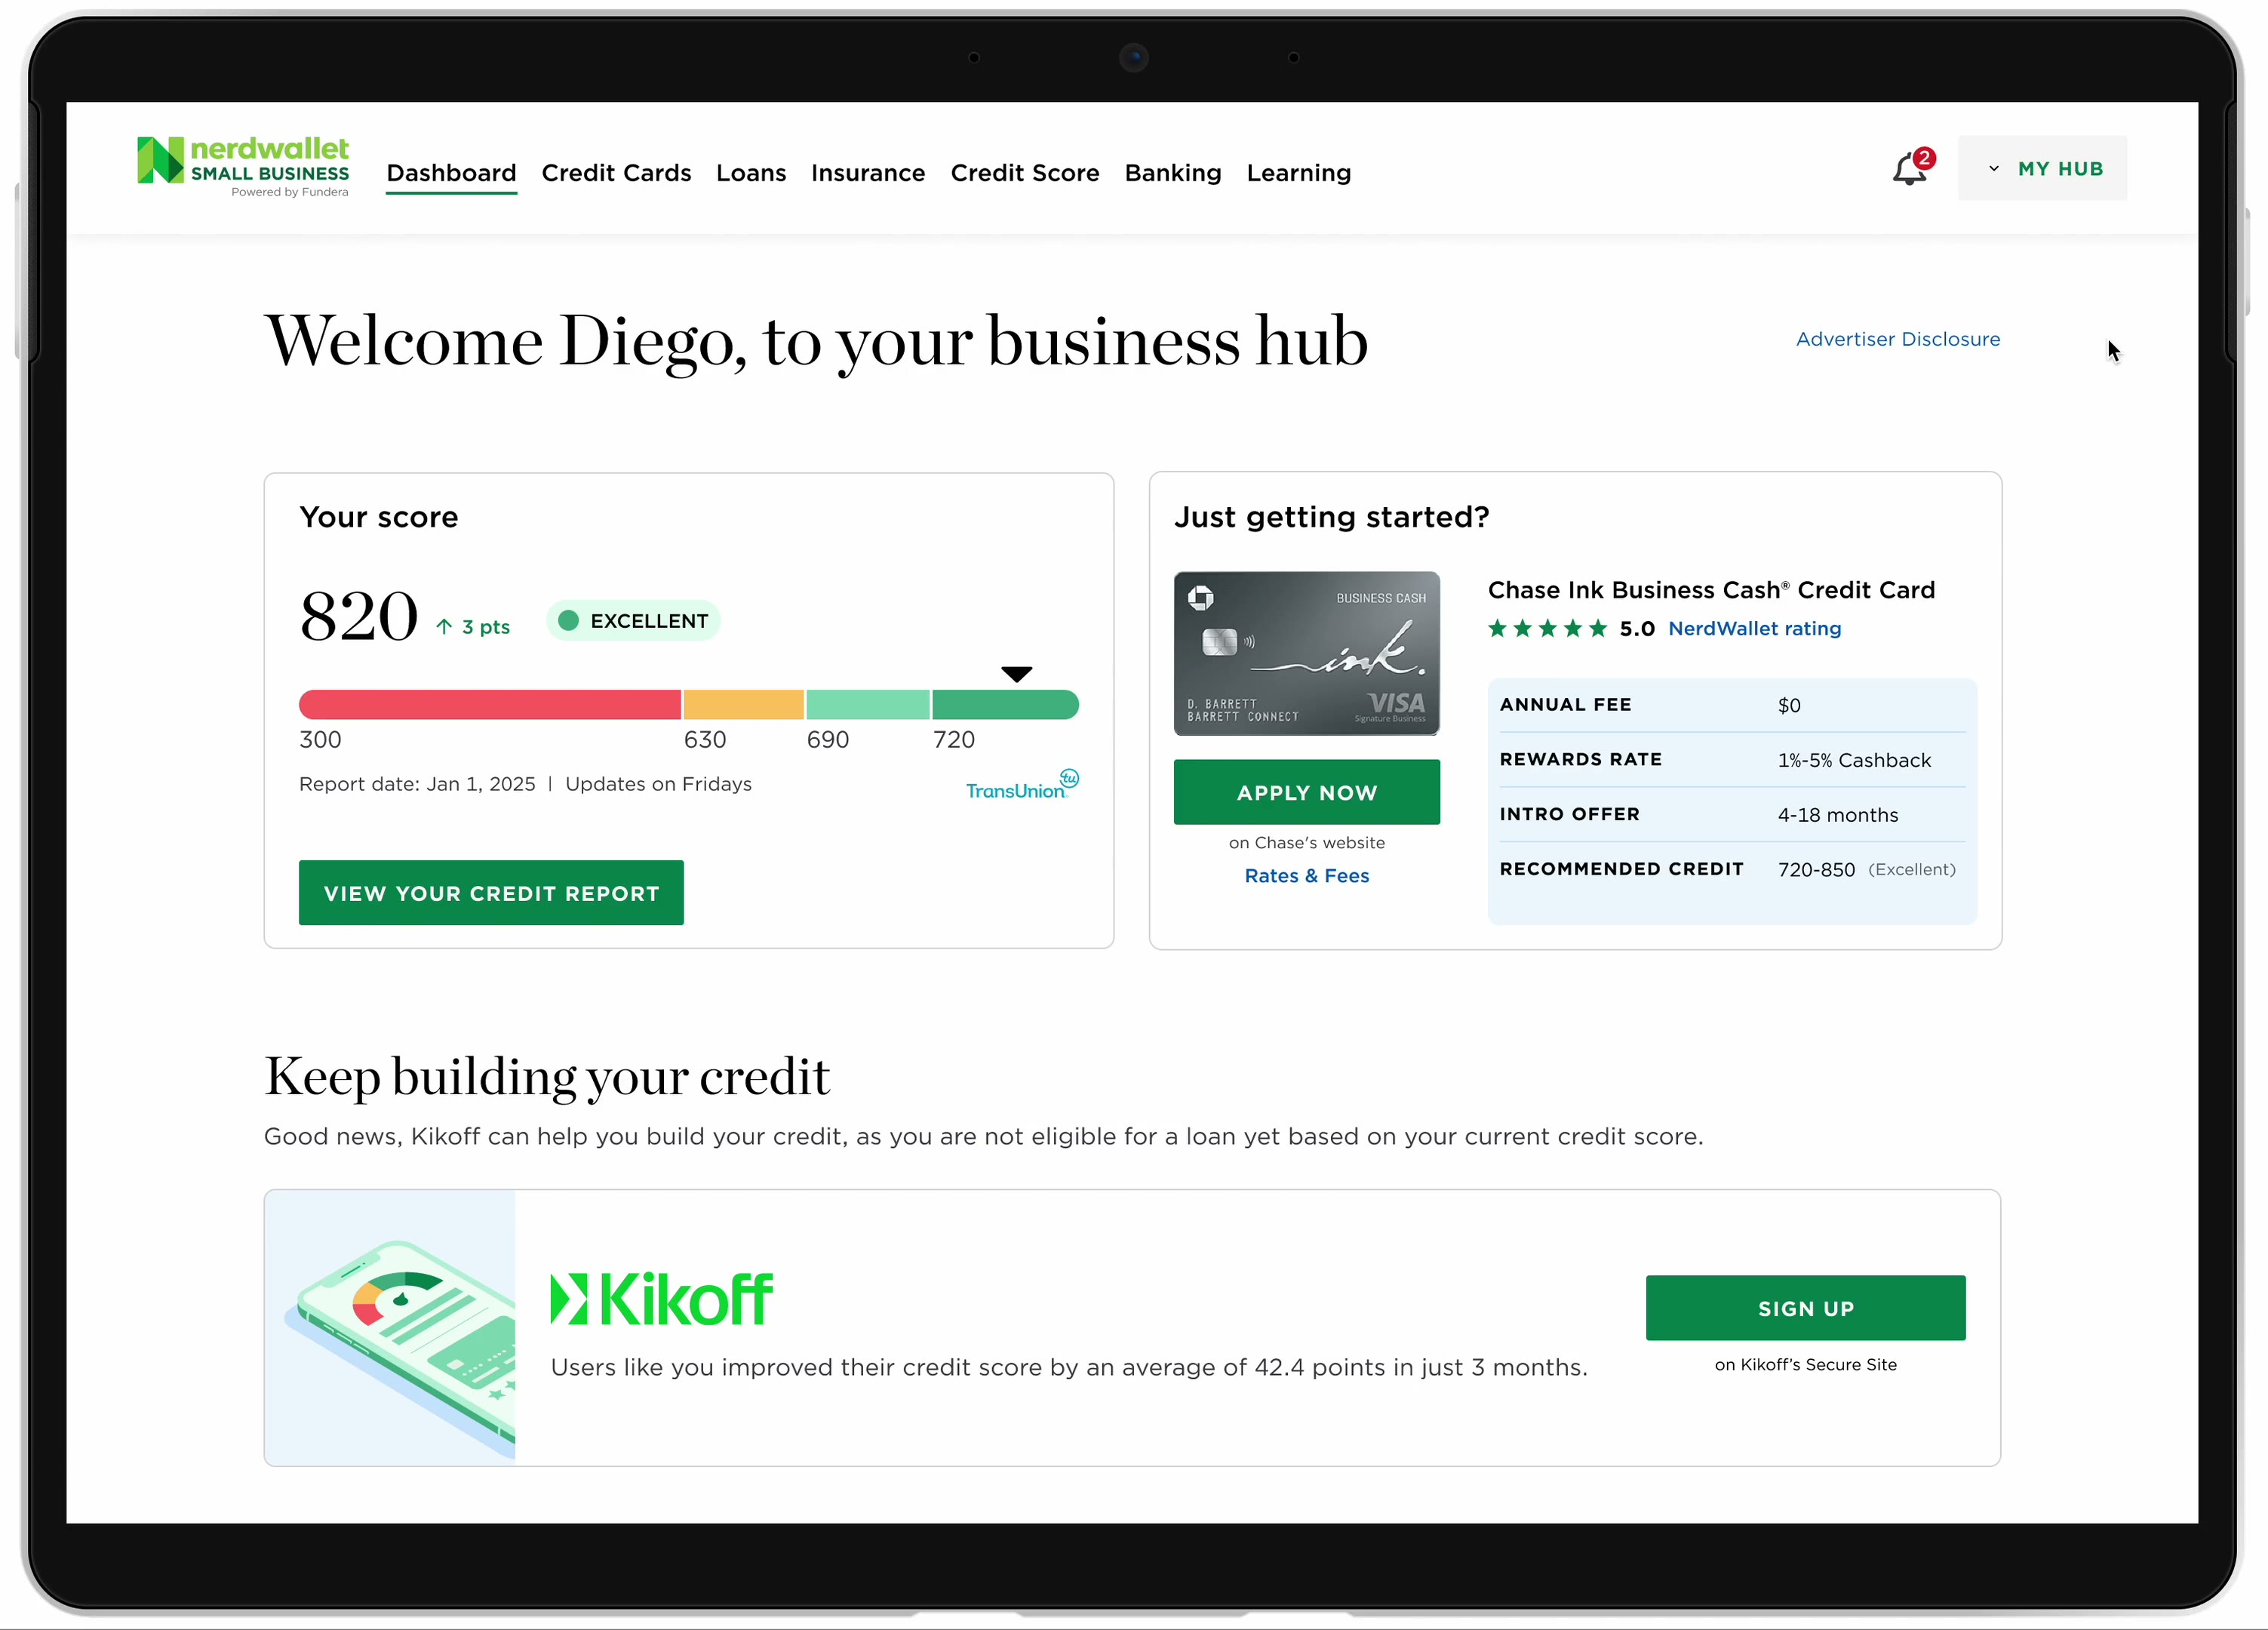 nerdwallet
SMALL BUSINESS
Powered by Fundera
Dashboard Credit Cards Loans Insurance Credit Score Banking Learning
2
MY HUB
Welcome Diego, to your business hub
Advertiser Disclosure
Your score
820 ↑ 3 pts EXCELLENT
300 630 690 720
Report date: Jan 1, 2025 | Updates on Fridays
TransUnion tu
VIEW YOUR CREDIT REPORT
Just getting started?
BUSINESS CASH
ink.
D. BARRETT
BARRETT CONNECT
VISA
Signature Business
APPLY NOW
on Chase's website
Rates & Fees
Chase Ink Business Cash® Credit Card
5.0 NerdWallet rating
ANNUAL FEE $0
REWARDS RATE 1%-5% Cashback
INTRO OFFER 4-18 months
RECOMMENDED CREDIT 720-850 (Excellent)
Keep building your credit
Good news, Kikoff can help you build your credit, as you are not eligible for a loan yet based on your current credit score.
Kikoff
Users like you improved their credit score by an average of 42.4 points in just 3 months.
SIGN UP
on Kikoff's Secure Site